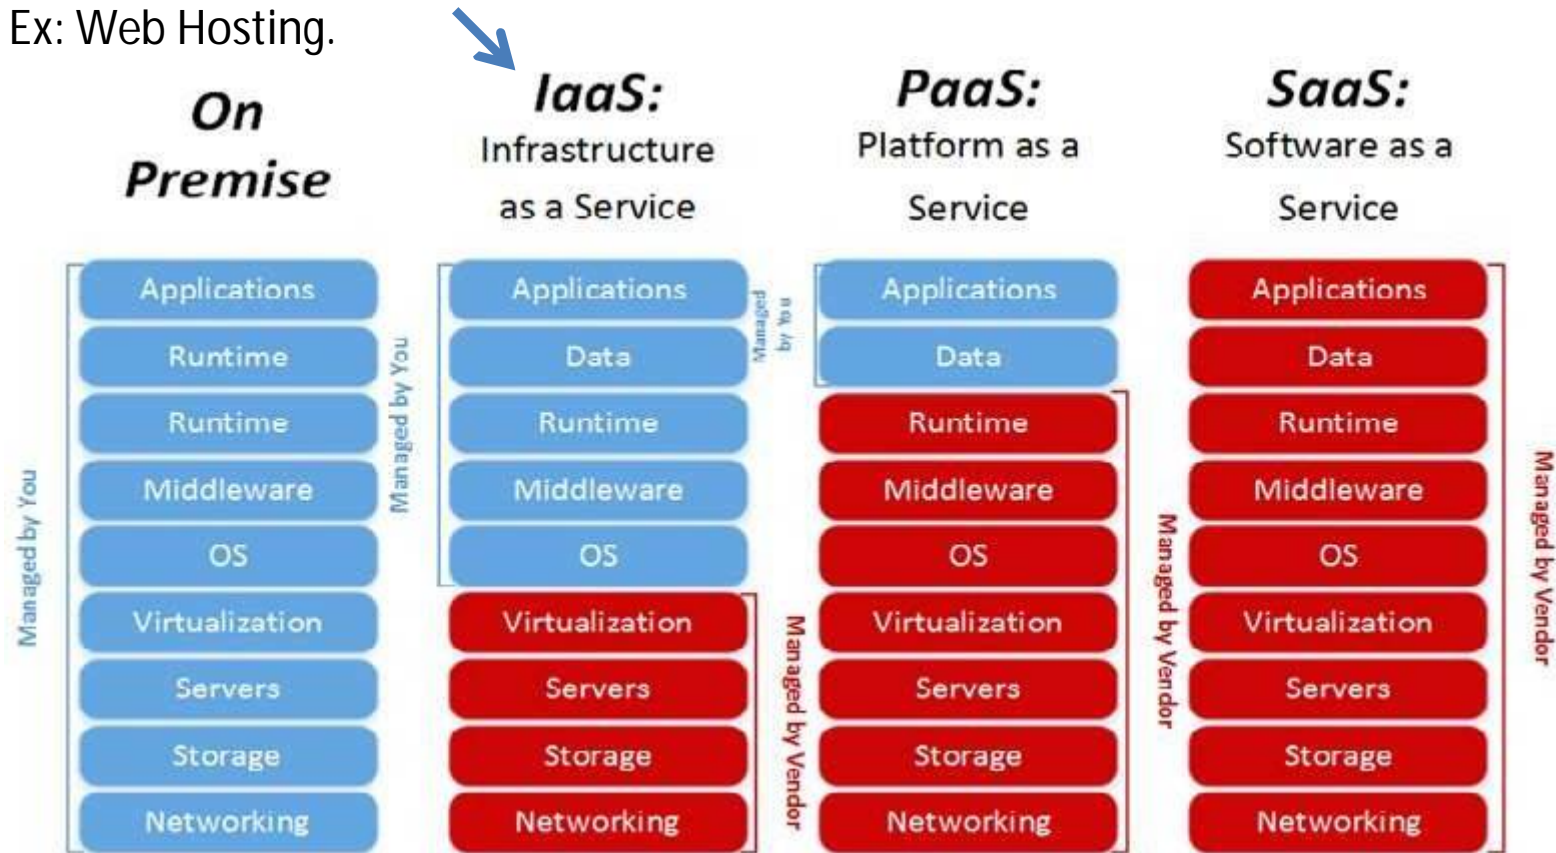 Ex: Web Hosting.
On
Premise
Managed by You
Applications
Runtime
Runtime
Middleware
OS
Virtualization
Servers
Storage
Networking
IaaS:
Infrastructure
as a Service
Managed by You
Applications
Data
Runtime
Middleware
OS
Virtualization
Servers
Storage
Networking
Managed by Vendor
PaaS:
Platform as a
Service
Managed
by You
Applications
Data
Runtime
Middleware
OS
Virtualization
Servers
Storage
Networking
Managed by Vendor
SaaS:
Software as a
Service
Applications
Data
Runtime
Middleware
OS
Virtualization
Servers
Storage
Networking
Managed by Vendor